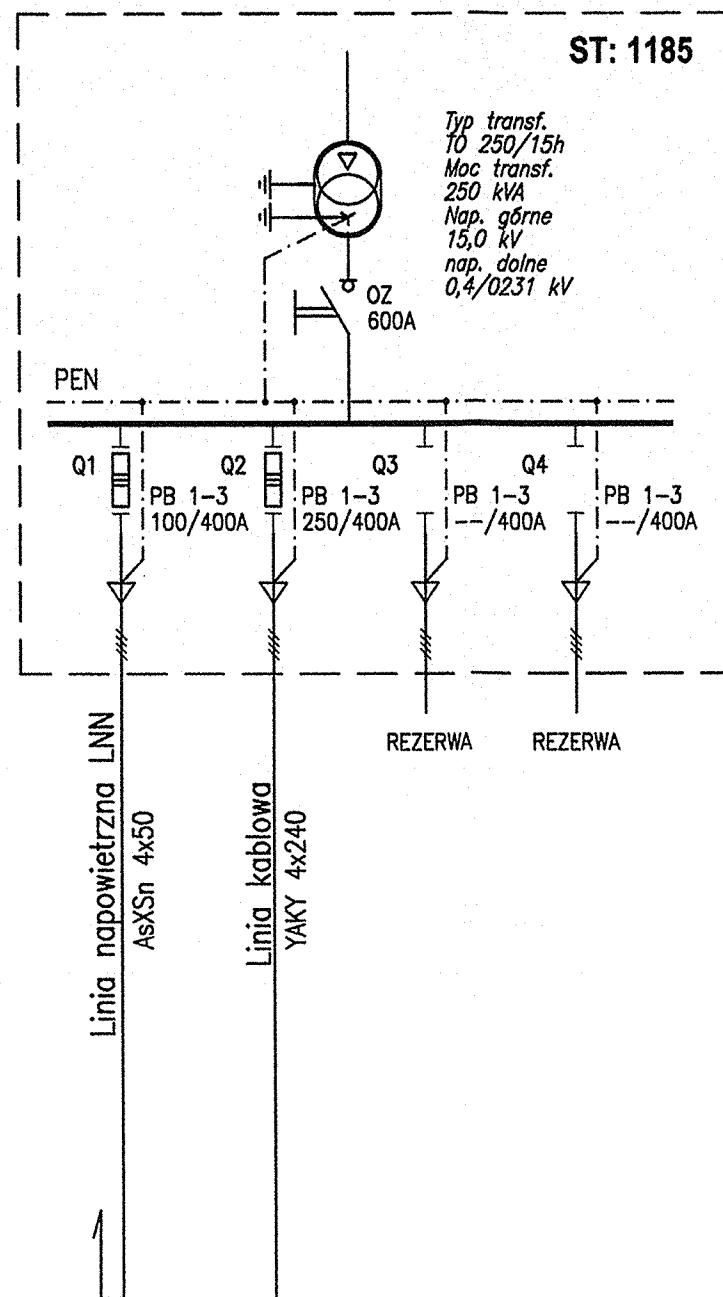 ST: 1185
Typ transf.
TO 250/15h
Moc transf.
250 kVA
Nap. górne
15,0 kV
nap. dolne
0,4/0231 kV
OZ
600A
PEN
Q1
PB 1-3
100/400A
Q2
PB 1-3
250/400A
Q3
PB 1-3
--/400A
Q4
PB 1-3
--/400A
REZERWA
REZERWA
Linia napowietrzna LNN
AsXSn 4x50
Linia kablowa
YAKY 4x240